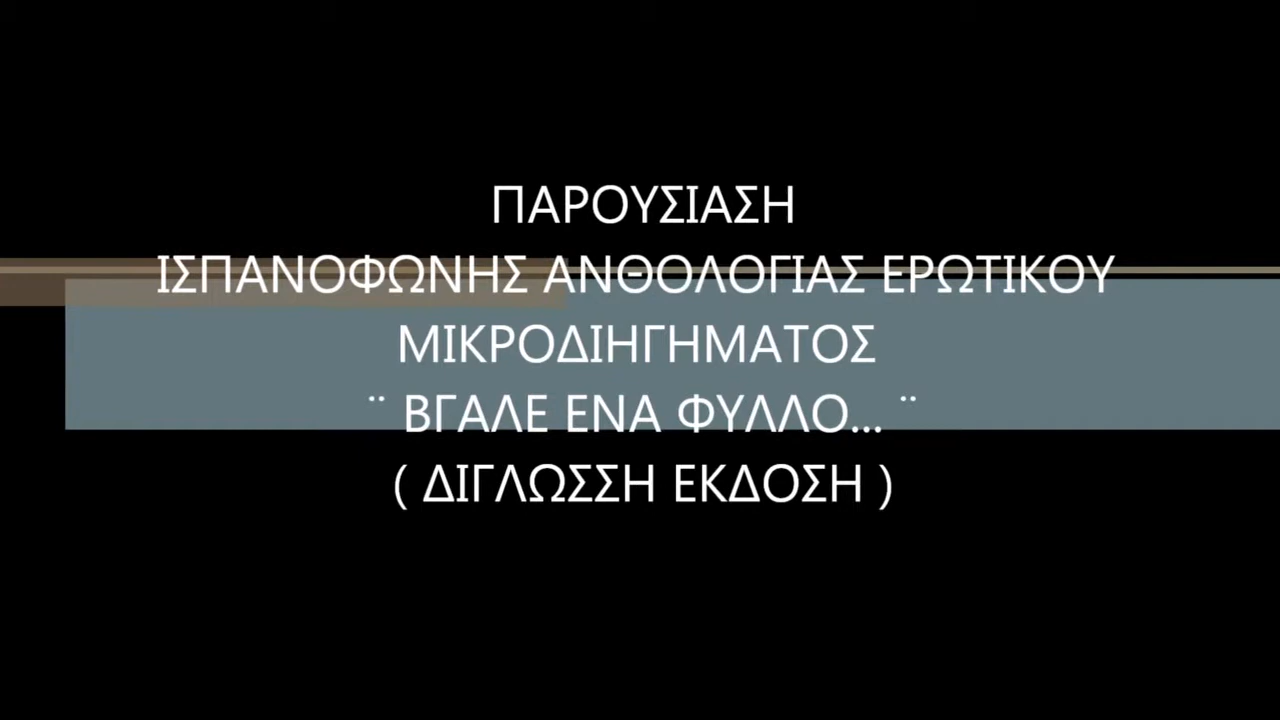 ΠΑΡΟΥΣΙΑΣΗ
ΙΣΠΑΝΟΦΩΝΗΣ ΑΝΘΟΛΟΓΙΑΣ ΕΡΩΤΙΚΟΥ
ΜΙΚΡΟΔΙΗΓΗΜΑΤΟΣ
¨ ΒΓΑΛΕ ΕΝΑ ΦΥΛΛΟ... ¨
( ΔΙΓΛΩΣΣΗ ΕΚΔΟΣΗ )